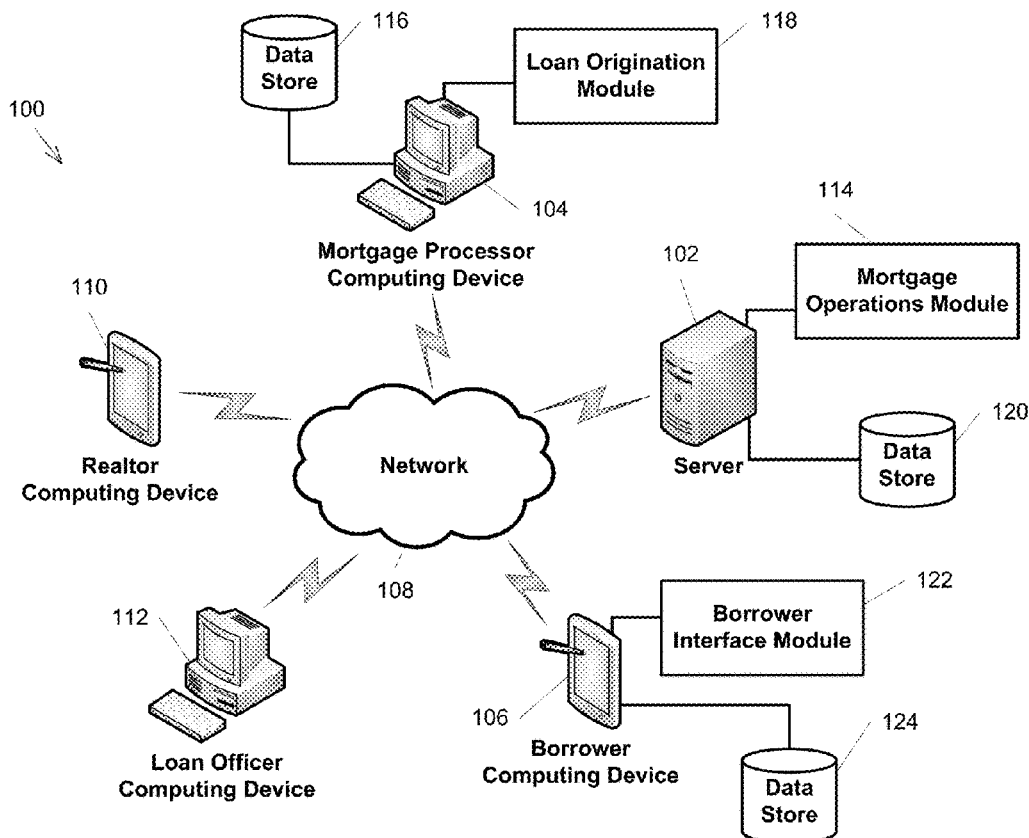 116
Data
Store
118
Loan Origination
Module
100
104
Mortgage Processor
Computing Device
114
Mortgage
Operations Module
102
110
Realtor
Computing Device
Network
Server
120
Data
Store
108
112
Loan Officer
Computing Device
122
Borrower
Interface Module
106
Borrower
Computing Device
124
Data
Store